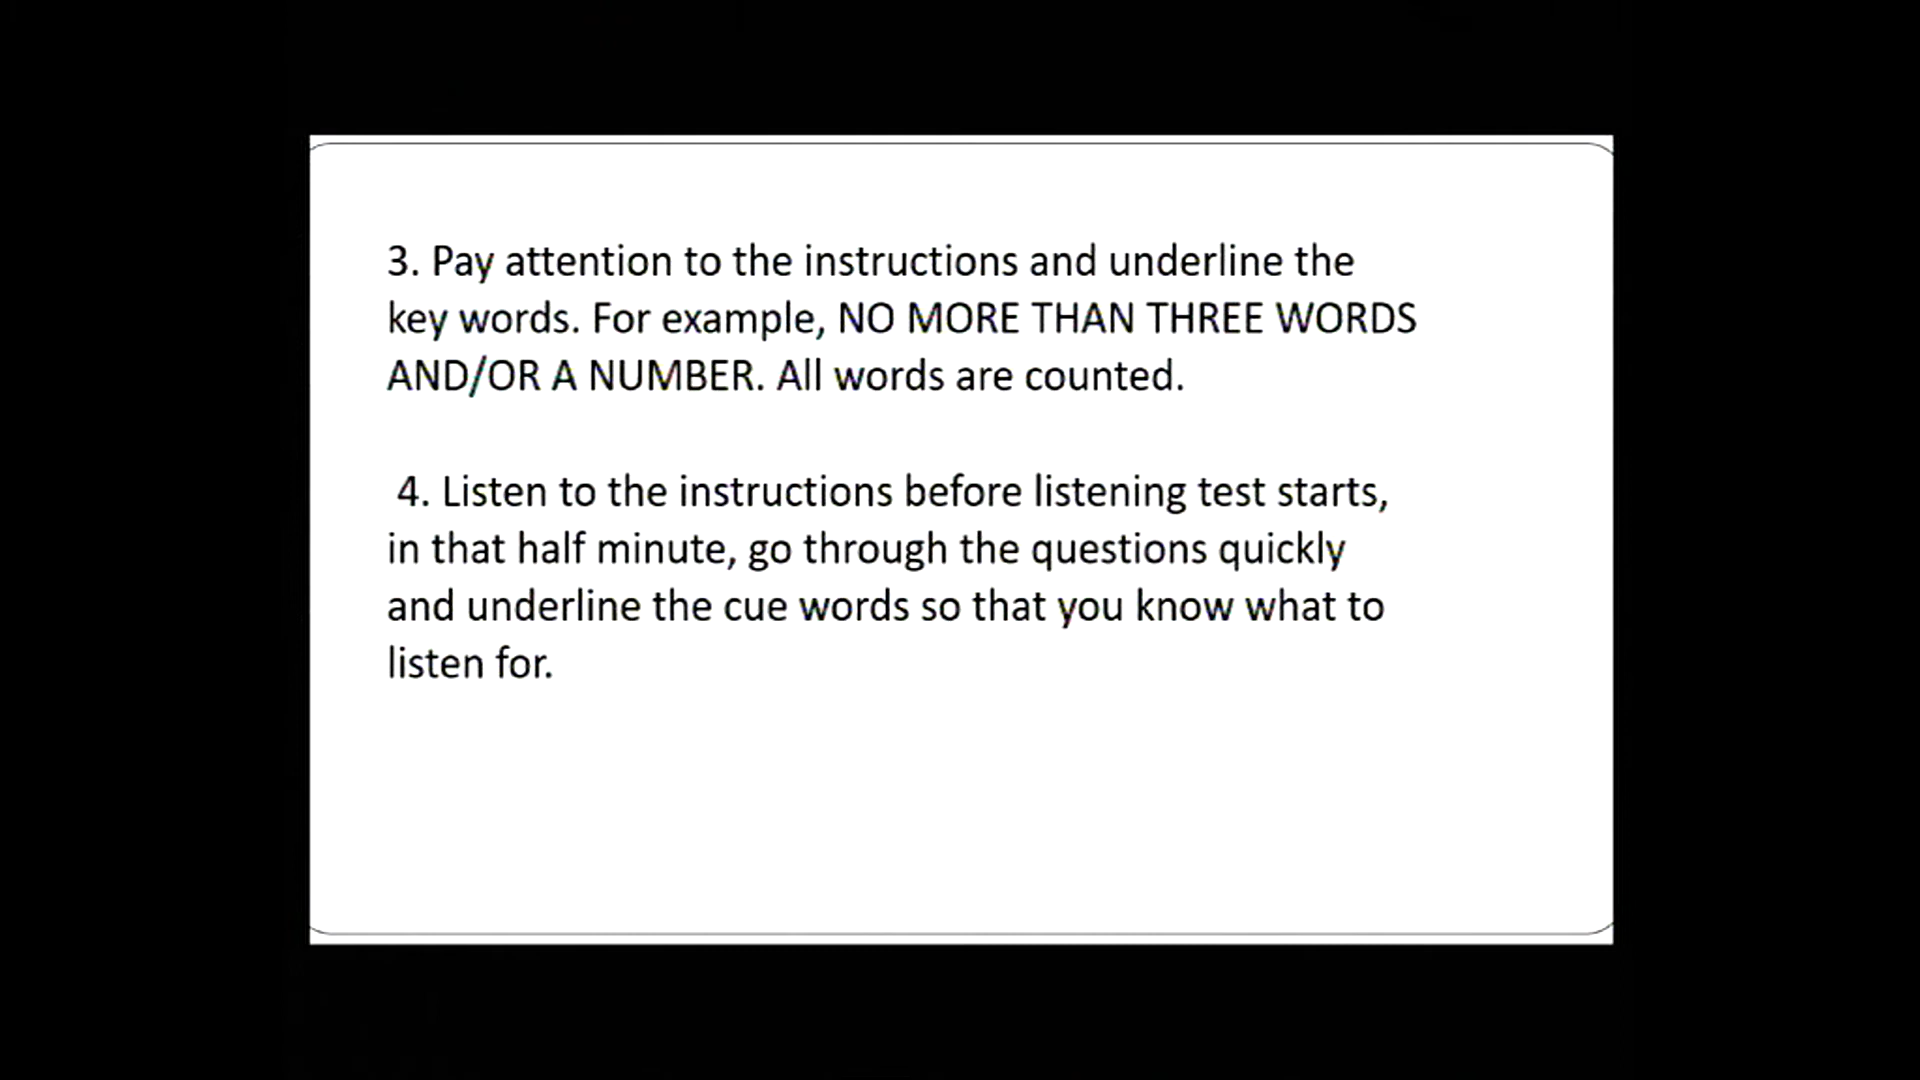 3. Pay attention to the instructions and underline the
key words. For example, NO MORE THAN THREE WORDS
AND/OR A NUMBER. All words are counted.
4. Listen to the instructions before listening test starts,
in that half minute, go through the questions quickly
and underline the cue words so that you know what to
listen for.